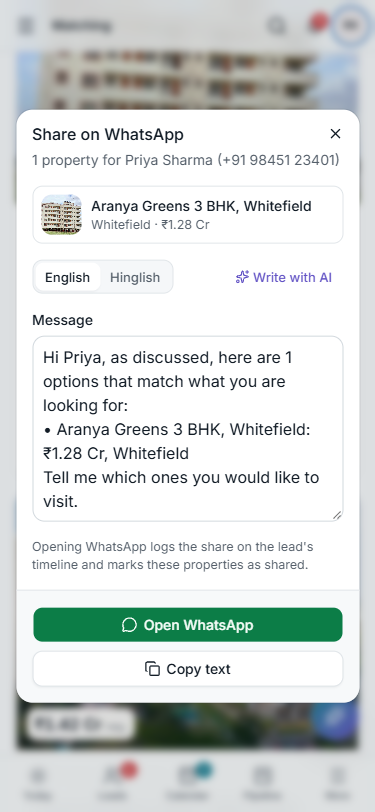 Matching
Share on WhatsApp
1 property for Priya Sharma (+91 98451 23401)
Aranya Greens 3 BHK, Whitefield
Whitefield · ₹1.28 Cr
English
Hinglish
Write with AI
Message
Hi Priya, as discussed, here are 1
options that match what you are
looking for:
• Aranya Greens 3 BHK, Whitefield:
₹1.28 Cr, Whitefield
Tell me which ones you would like to
visit.
Opening WhatsApp logs the share on the lead's
timeline and marks these properties as shared.
Open WhatsApp
Copy text